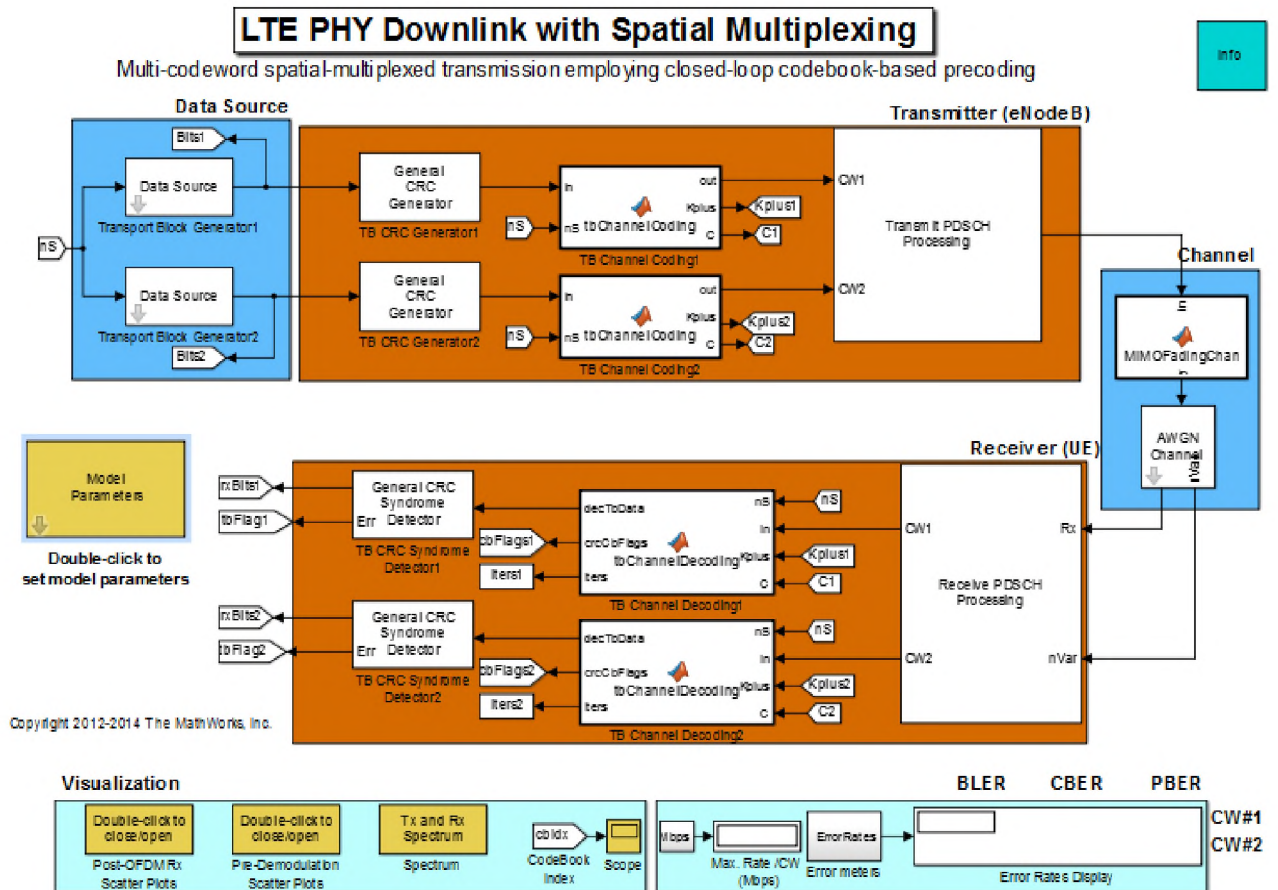 LTE PHY Downlink with Spatial Multiplexing
Info
Multi-codeword spatial-multiplexed transmission employing closed-loop codebook-based precoding
Data Source
Transmitter (eNodeB)
Bits1
Data Source
Transport Block Generator1
nS
Data Source
Transport Block Generator2
Bits2
General
CRC
Generator
TB CRC Generator1
General
CRC
Generator
TB CRC Generator2
nS
In
nS
tbChannelCoding
out
Kplus
C
TB Channel Coding1
Kplus1
C1
nS
In
nS
tbChannelCoding
out
Kplus
C
TB Channel Coding2
Kplus2
C2
CW1
CW2
Transmit PDSCH
Processing
Channel
In
MIMOFadingChan
AWGN
Channel
nVar
Model
Parameters
Double-click to
set model parameters
Receiver (UE)
rxBits1
tbFlag1
General CRC
Syndrome
Detector
Err
TB CRC Syndrome
Detector1
cbFlags1
Iters1
decTbData
crcCbFlags
Iters
tbChannelDecoding
nS
In
Kplus
C
TB Channel Decoding1
nS
Kplus1
C1
rxBits2
tbFlag2
General CRC
Syndrome
Detector
Err
TB CRC Syndrome
Detector2
cbFlags2
Iters2
decTbData
crcCbFlags
Iters
tbChannelDecoding
nS
In
Kplus
C
TB Channel Decoding2
nS
Kplus2
C2
CW1
CW2
Receive PDSCH
Processing
Rx
nVar
Copyright 2012-2014 The MathWorks, Inc.
Visualization
Double-click to
close/open
Post-OFDM Rx
Scatter Plots
Double-click to
close/open
Pre-Demodulation
Scatter Plots
Tx and Rx
Spectrum
Spectrum
cbIdx
CodeBook
Index
Scope
Mbps
Max. Rate /CW
(Mbps)
ErrorRates
Error meters
BLER CBER PBER
CW#1
CW#2
Error Rates Display